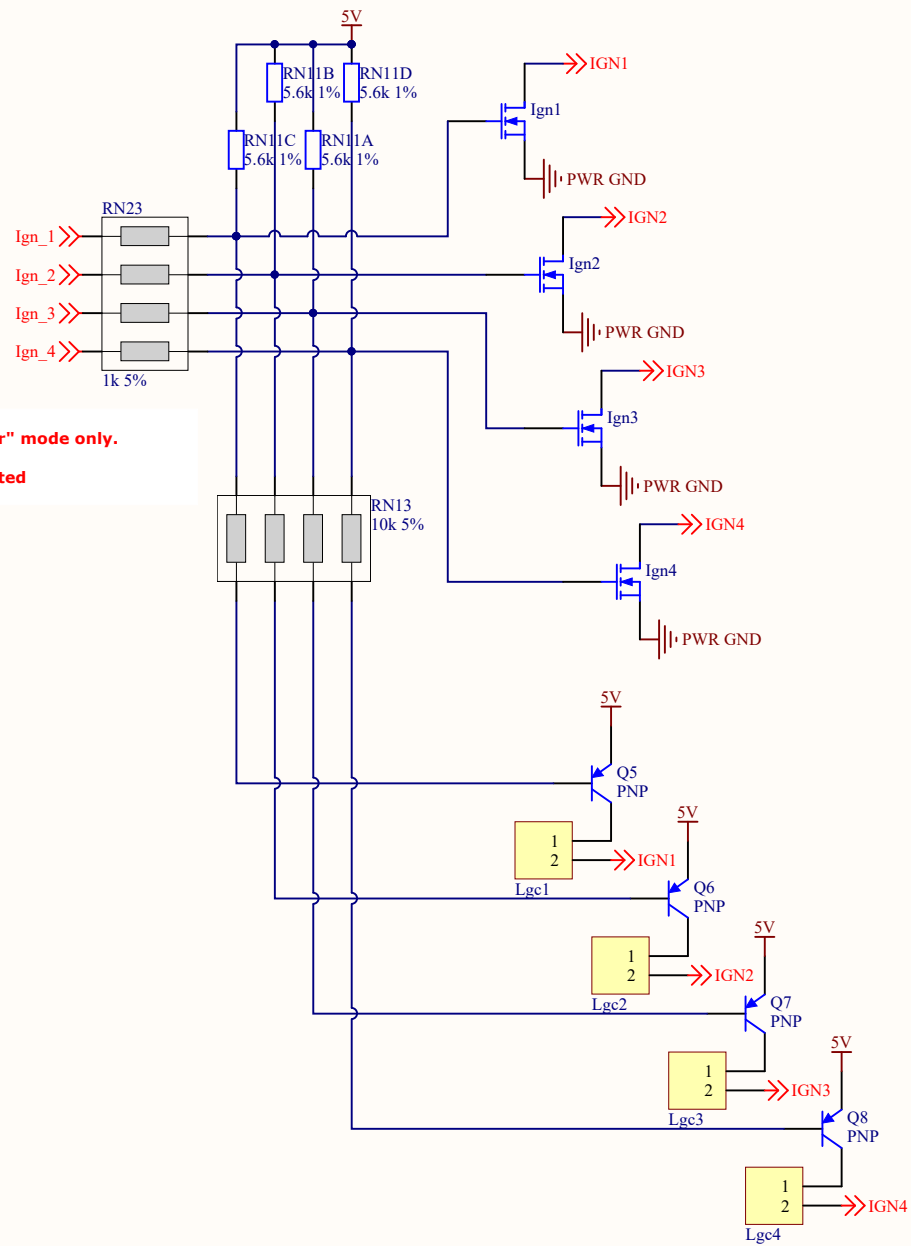 5V
RN11B
5.6k 1%
RN11D
5.6k 1%
RN11C
5.6k 1%
RN11A
5.6k 1%
IGN1
Ign1
PWR GND
RN23
Ign_1
Ign_2
Ign_3
Ign_4
1k 5%
IGN2
Ign2
PWR GND
IGN3
Ign3
PWR GND
r" mode only.
ted
RN13
10k 5%
IGN4
Ign4
PWR GND
5V
Q5
PNP
1
2
IGN1
Lgc1
5V
Q6
PNP
1
2
IGN2
Lgc2
5V
Q7
PNP
1
2
IGN3
Lgc3
5V
Q8
PNP
1
2
IGN4
Lgc4